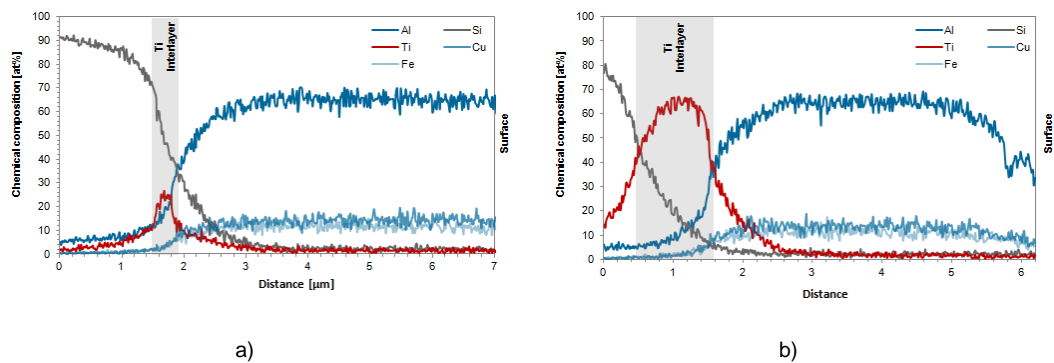 Chemical composition [at%]
100
90
80
70
60
50
40
30
20
10
0
0 1 2 3 4 5 6 7
Distance [µm]
Ti
Interlayer
Al Si
Ti Cu
Fe
Surface
a)
Chemical composition [at%]
100
90
80
70
60
50
40
30
20
10
0
0 1 2 3 4 5 6
Distance
Ti
Interlayer
Al Si
Ti Cu
Fe
Surface
b)